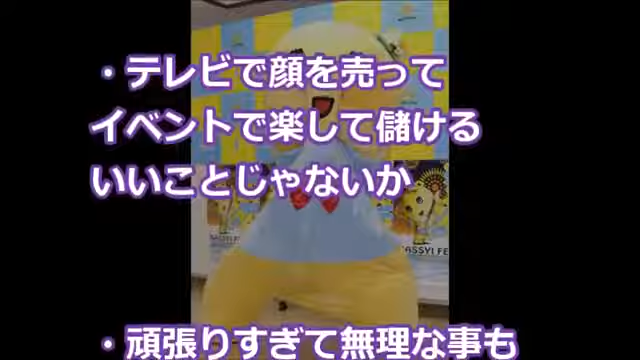 ・テレビで顔を売って
イベントで楽して儲ける
いいことじゃないか
ASSYI FE
・頑張りすぎて無理な事も